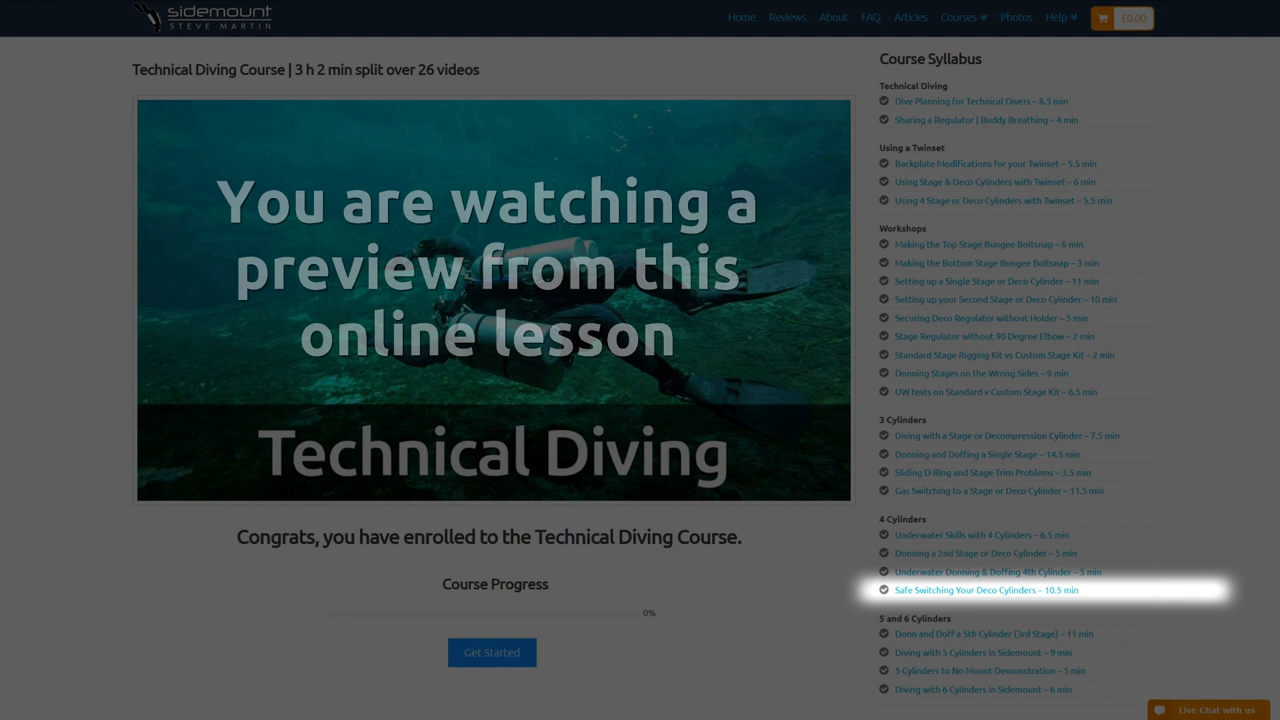 sidemount
STEVE MARTIN
Home Reviews About FAQ Articles Courses Photos Help £0.00
Technical Diving Course | 3 h 2 min split over 26 videos
You are watching a
preview from this
online lesson
Technical Diving
Congrats, you have enrolled to the Technical Diving Course.
Course Progress
0%
Get Started
Course Syllabus
Technical Diving
Dive Planning for Technical Divers – 8.5 min
Sharing a Regulator | Buddy Breathing – 4 min
Using a Twinset
Backplate Modifications for your Twinset – 5.5 min
Using Stage & Deco Cylinders with Twinset – 6 min
Using 4 Stage or Deco Cylinders with Twinset – 5.5 min
Workshops
Making the Top Stage Bungee Boltsnap – 6 min
Making the Bottom Stage Bungee Boltsnap – 3 min
Setting up a Single Stage or Deco Cylinder – 11 min
Setting up your Second Stage or Deco Cylinder – 10 min
Securing Deco Regulator without Holder – 5 min
Stage Regulator without 90 Degree Elbow – 2 min
Standard Stage Rigging Kit vs Custom Stage Kit – 2 min
Donning Stages on the Wrong Sides – 9 min
UW tests on Standard v Custom Stage Kit – 6.5 min
3 Cylinders
Diving with a Stage or Decompression Cylinder – 7.5 min
Donning and Doffing a Single Stage – 14.5 min
Sliding D-Ring and Stage Trim Problems – 3.5 min
Gas Switching to a Stage or Deco Cylinder – 11.5 min
4 Cylinders
Underwater Skills with 4 Cylinders – 6.5 min
Donning a 2nd Stage or Deco Cylinder – 5 min
Underwater Donning & Doffing 4th Cylinder – 5 min
Safe Switching Your Deco Cylinders – 10.5 min
5 and 6 Cylinders
Donn and Doff a 5th Cylinder (3rd Stage) – 11 min
Diving with 5 Cylinders in Sidemount – 9 min
5 Cylinders to No Mount Demonstration – 5 min
Diving with 6 Cylinders in Sidemount – 6 min
Live Chat with us